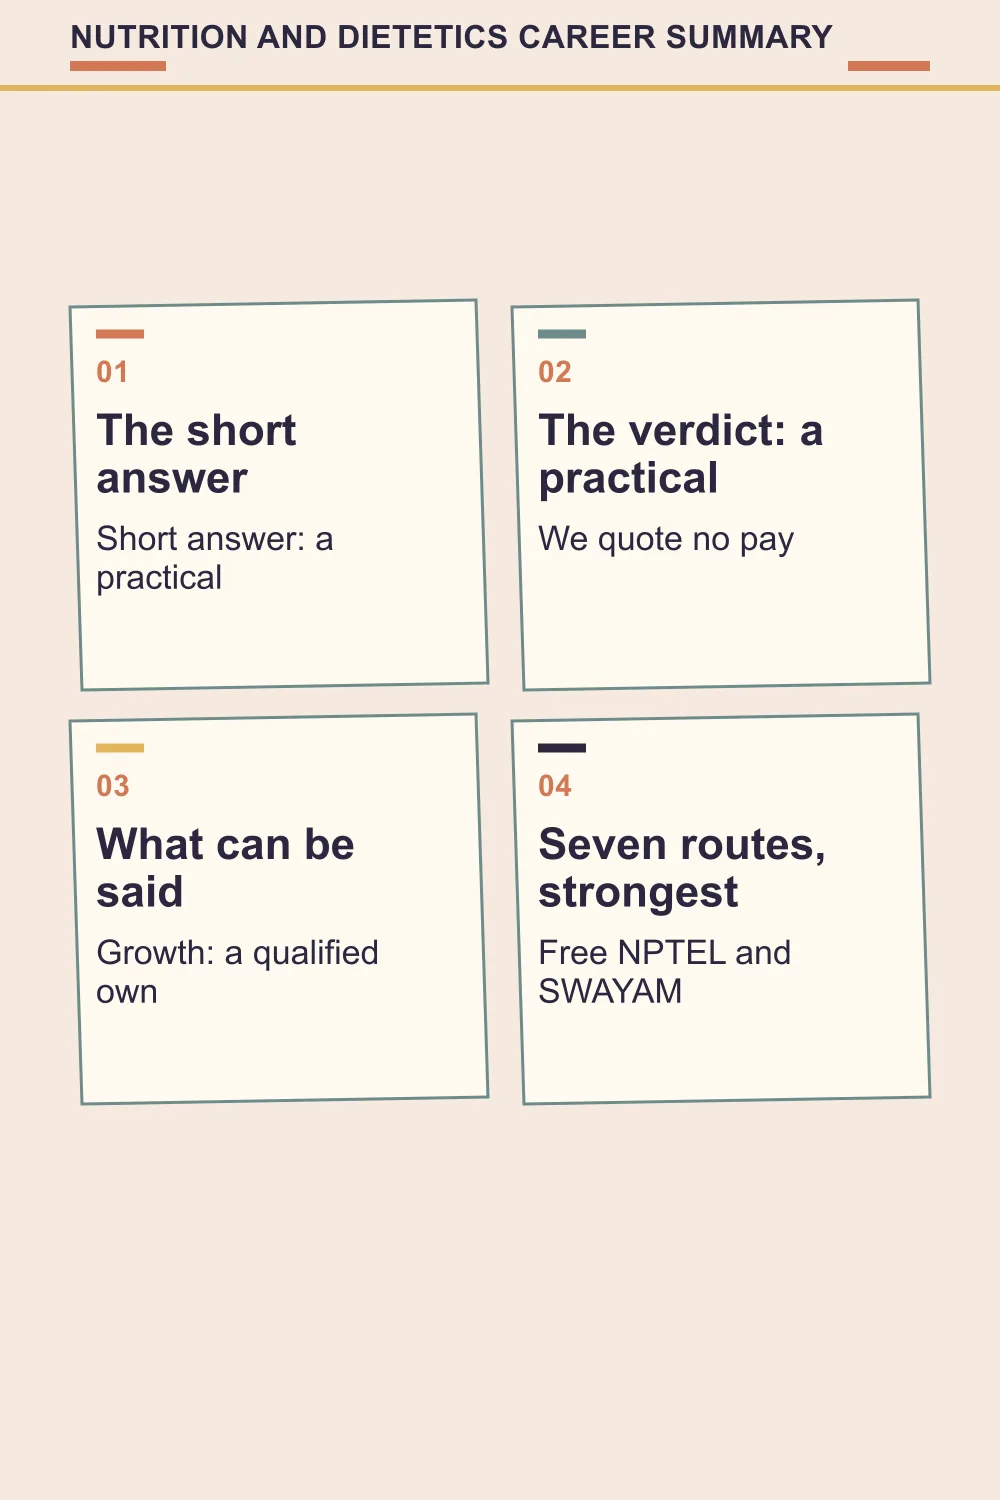 NUTRITION AND DIETETICS CAREER SUMMARY
01
The short
answer
Short answer: a
practical
02
The verdict: a
practical
We quote no pay
03
What can be
said
Growth: a qualified
own
04
Seven routes,
strongest
Free NPTEL and
SWAYAM